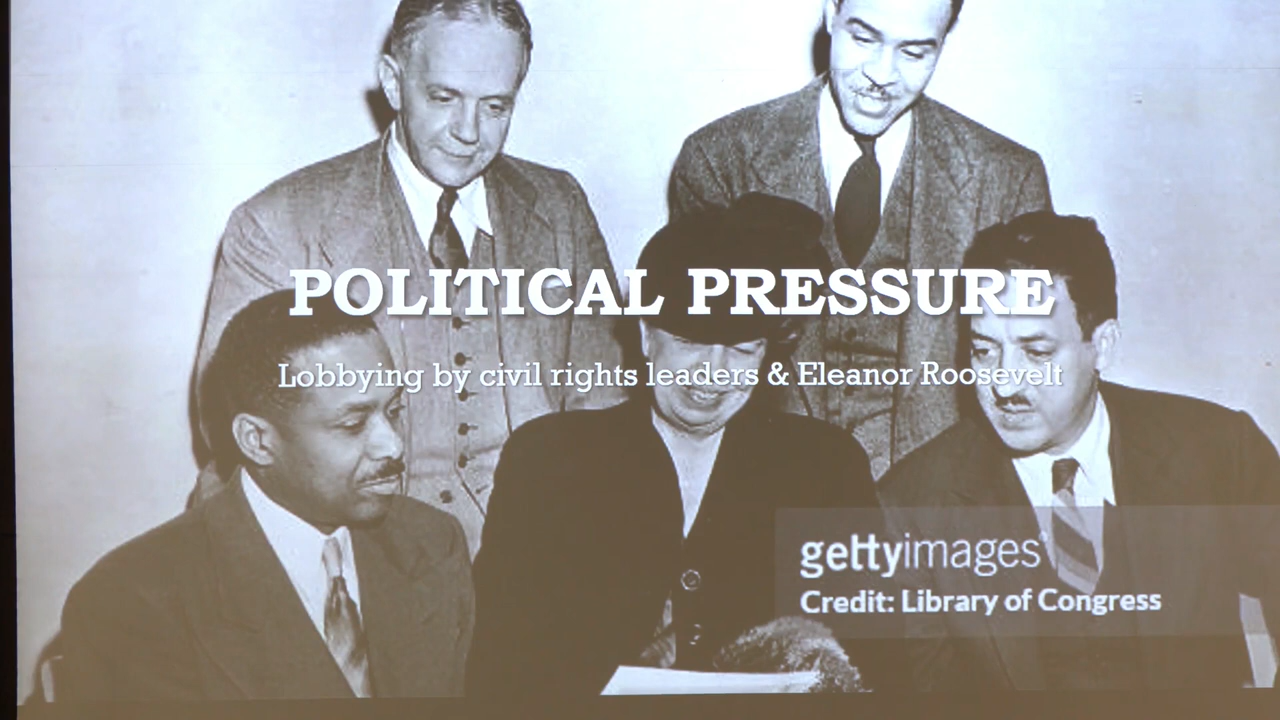 POLITICAL PRESSURE
Lobbying by civil rights leaders & Eleanor Roosevelt
gettyimages
Credit: Library of Congress